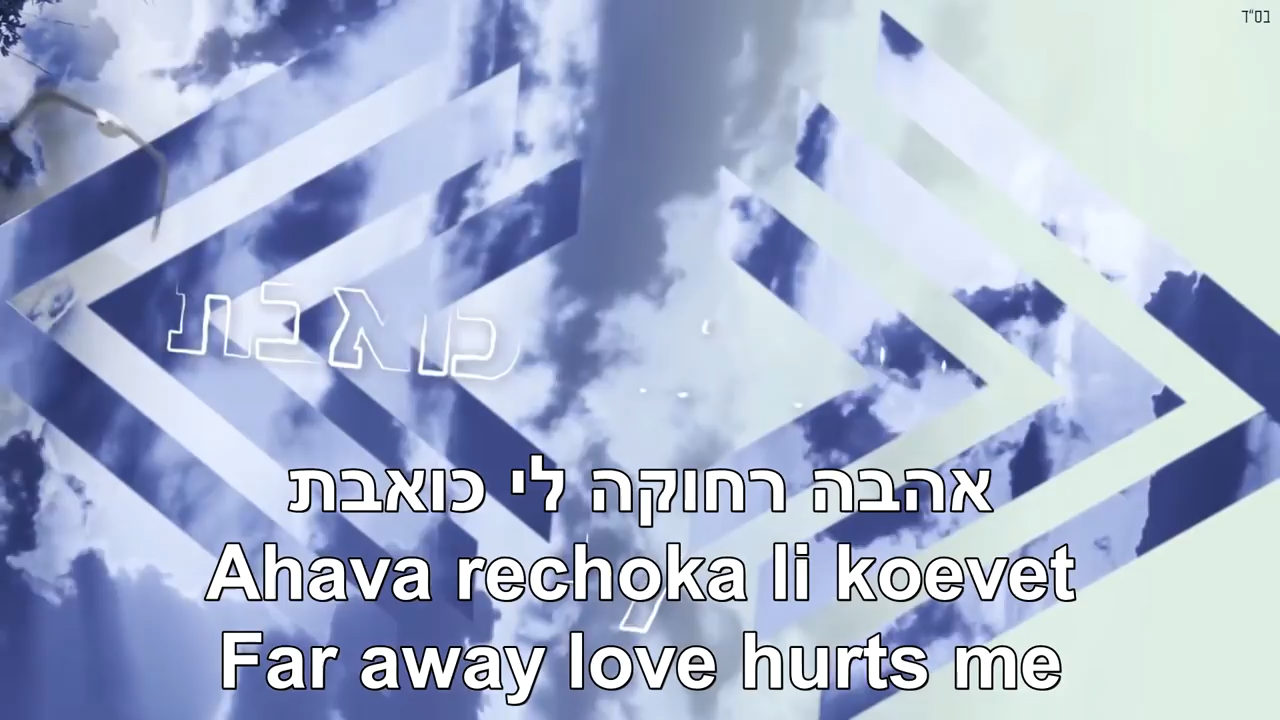 בס"ד
כואבת
אהבה רחוקה לי כואבת
Ahava rechoka li koevet
Far away love hurts me